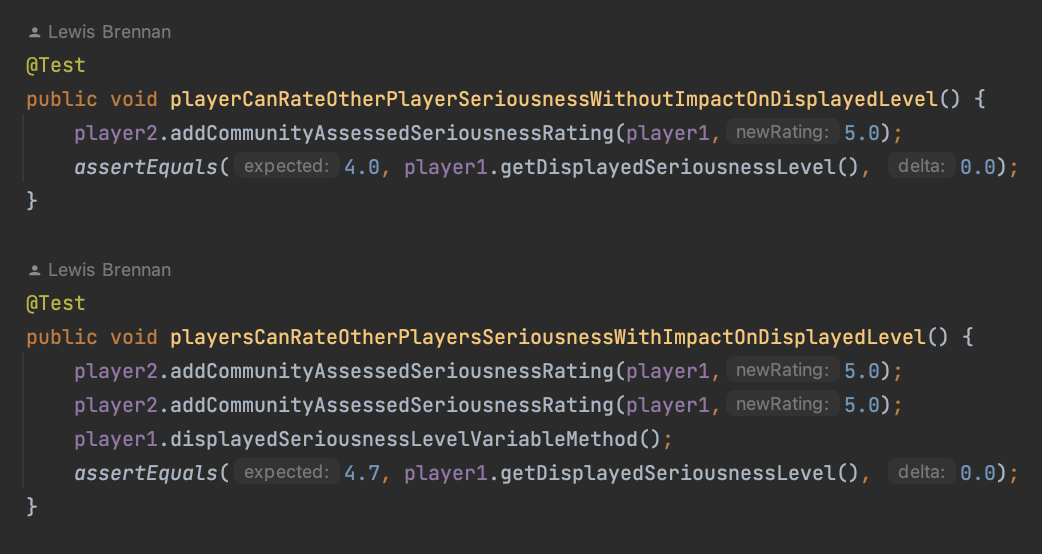 Lewis Brennan
@Test
public void playerCanRateOtherPlayerSeriousnessWithoutImpactOnDisplayedLevel() {
player2.addCommunityAssessedSeriousnessRating(player1, newRating: 5.0);
assertEquals( expected: 4.0, player1.getDisplayedSeriousnessLevel(), delta: 0.0);
}
Lewis Brennan
@Test
public void playersCanRateOtherPlayersSeriousnessWithImpactOnDisplayedLevel() {
player2.addCommunityAssessedSeriousnessRating(player1, newRating: 5.0);
player2.addCommunityAssessedSeriousnessRating(player1, newRating: 5.0);
player1.displayedSeriousnessLevelVariableMethod();
assertEquals( expected: 4.7, player1.getDisplayedSeriousnessLevel(), delta: 0.0);
}